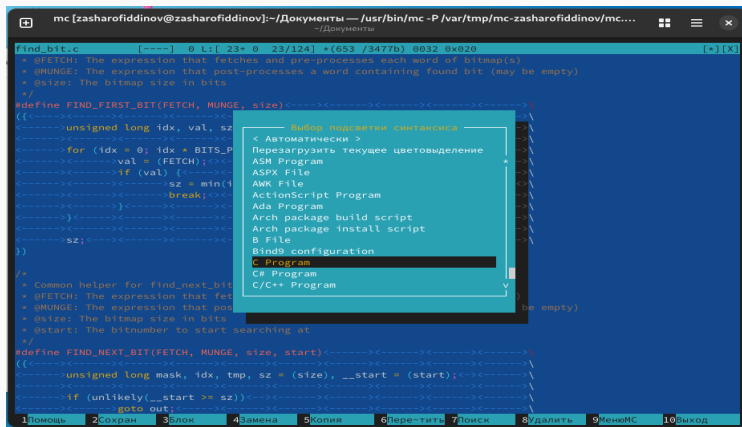 mc [zasharofiddinov@zasharofiddinov]:~/Документы — /usr/bin/mc -P /var/tmp/mc-zasharofiddinov/mc....
~/Документы
find_bit.c [----] 0 L:[ 23+ 0 23/124] *(653 /3477b) 0032 0x020 [*][X]
* @FETCH: The expression that fetches and pre-processes each word of bitmap(s)
* @MUNGE: The expression that post-processes a word containing found bit (may be empty)
* @size: The bitmap size in bits
*/
#define FIND_FIRST_BIT(FETCH, MUNGE, size)<----><------><------><------>\
({<----><------><------><------>
<------>unsigned long idx, val, sz
<------>for (idx = 0; idx * BITS_P
<------><------>val = (FETCH);<><-
<------><------>if (val) {<----><-
<------><------><------>sz = min(i
<------><------><------>break;<><-
<------><------>}<-----><------><-
<------>}<-----><------><------><-
<------>sz;<---><------><------><-
})
Выбор подсветки синтаксиса
< Автоматически >
Перезагрузить текущее цветовыделение
ASM Program
ASPX File
AWK File
ActionScript Program
Ada Program
Arch package build script
Arch package install script
B File
Bind9 configuration
C Program
C# Program
C/C++ Program
/*
* Common helper for find_next_bit
* @FETCH: The expression that fet
* @MUNGE: The expression that pos be empty)
* @size: The bitmap size in bits
* @start: The bitnumber to start searching at
*/
#define FIND_NEXT_BIT(FETCH, MUNGE, size, start)<------><------><------><------>\
({<----><------><------><------><------><------><------><------><------>\
<------>unsigned long mask, idx, tmp, sz = (size), __start = (start);<-><------>\
<------><------><------><------><------><------><------><------><------>\
<------>if (unlikely(__start >= sz))<--><------><------><------><------>\
<------><------>goto out;<-----><------><------><------><------><------>\
1Помощь 2Сохран 3Блок 4Замена 5Копия 6Пере~тить 7Поиск 8Удалить 9МенюMC 10Выход